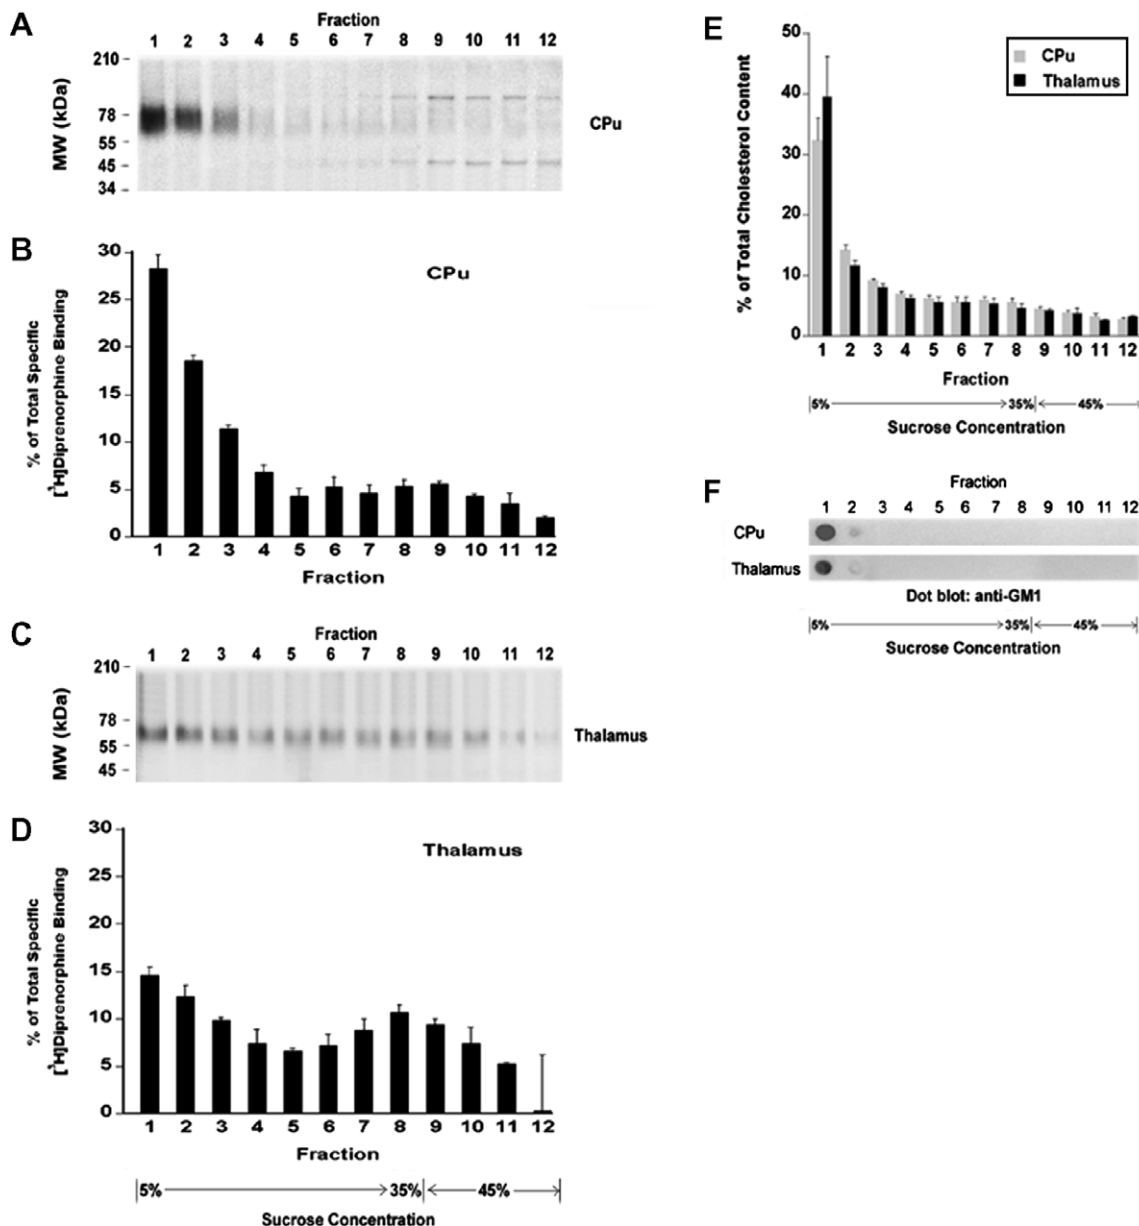 A
Fraction
1 2 3 4 5 6 7 8 9 10 11 12
210
78
55
45
34
MW (kDa)
CPu
B
30
25
20
15
10
5
0
% of Total Specific
[³H]Diprenorphine Binding
CPu
1 2 3 4 5 6 7 8 9 10 11 12
Fraction
C
Fraction
1 2 3 4 5 6 7 8 9 10 11 12
210
78
55
45
MW (kDa)
Thalamus
D
30
25
20
15
10
5
0
% of Total Specific
[³H]Diprenorphine Binding
Thalamus
1 2 3 4 5 6 7 8 9 10 11 12
Fraction
5% 35% 45%
Sucrose Concentration
E
50
40
30
20
10
0
% of Total Cholesterol Content
CPu
Thalamus
1 2 3 4 5 6 7 8 9 10 11 12
Fraction
5% 35% 45%
Sucrose Concentration
F
Fraction
1 2 3 4 5 6 7 8 9 10 11 12
CPu
Thalamus
Dot blot: anti-GM1
5% 35% 45%
Sucrose Concentration